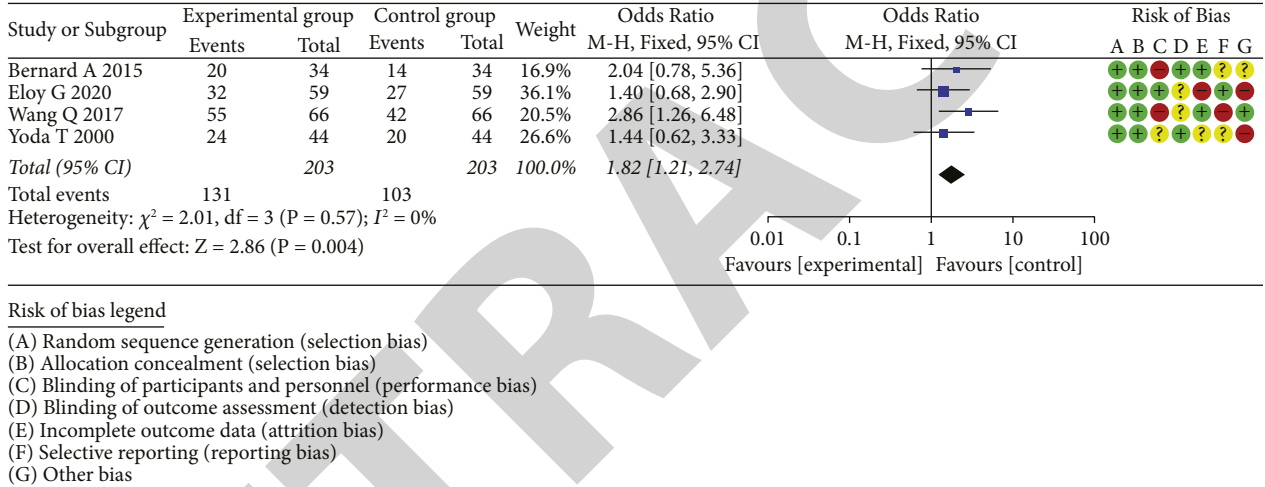 Study or Subgroup Experimental group Control group Weight Odds Ratio Odds Ratio Risk of Bias
Events Total Events Total M-H, Fixed, 95% CI M-H, Fixed, 95% CI A B C D E F G
Bernard A 2015 20 34 14 34 16.9% 2.04 [0.78, 5.36] + + − + + ? ?
Eloy G 2020 32 59 27 59 36.1% 1.40 [0.68, 2.90] + + + ? − + −
Wang Q 2017 55 66 42 66 20.5% 2.86 [1.26, 6.48] + + − ? + − +
Yoda T 2000 24 44 20 44 26.6% 1.44 [0.62, 3.33] + + ? + ? ? −
Total (95% CI) 203 203 100.0% 1.82 [1.21, 2.74]
Total events 131 103
Heterogeneity: χ² = 2.01, df = 3 (P = 0.57); I² = 0%
Test for overall effect: Z = 2.86 (P = 0.004)
0.01 0.1 1 10 100
Favours [experimental] Favours [control]
Risk of bias legend
(A) Random sequence generation (selection bias)
(B) Allocation concealment (selection bias)
(C) Blinding of participants and personnel (performance bias)
(D) Blinding of outcome assessment (detection bias)
(E) Incomplete outcome data (attrition bias)
(F) Selective reporting (reporting bias)
(G) Other bias
TRAC